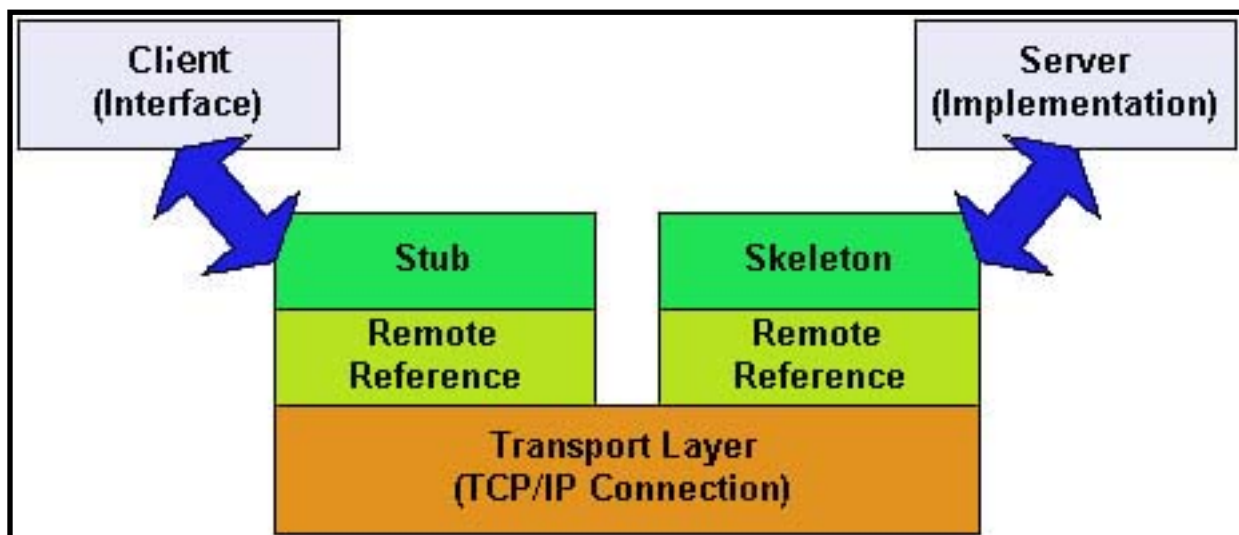 Client
(Interface)
Server
(Implementation)
Stub
Skeleton
Remote
Reference
Remote
Reference
Transport Layer
(TCP/IP Connection)